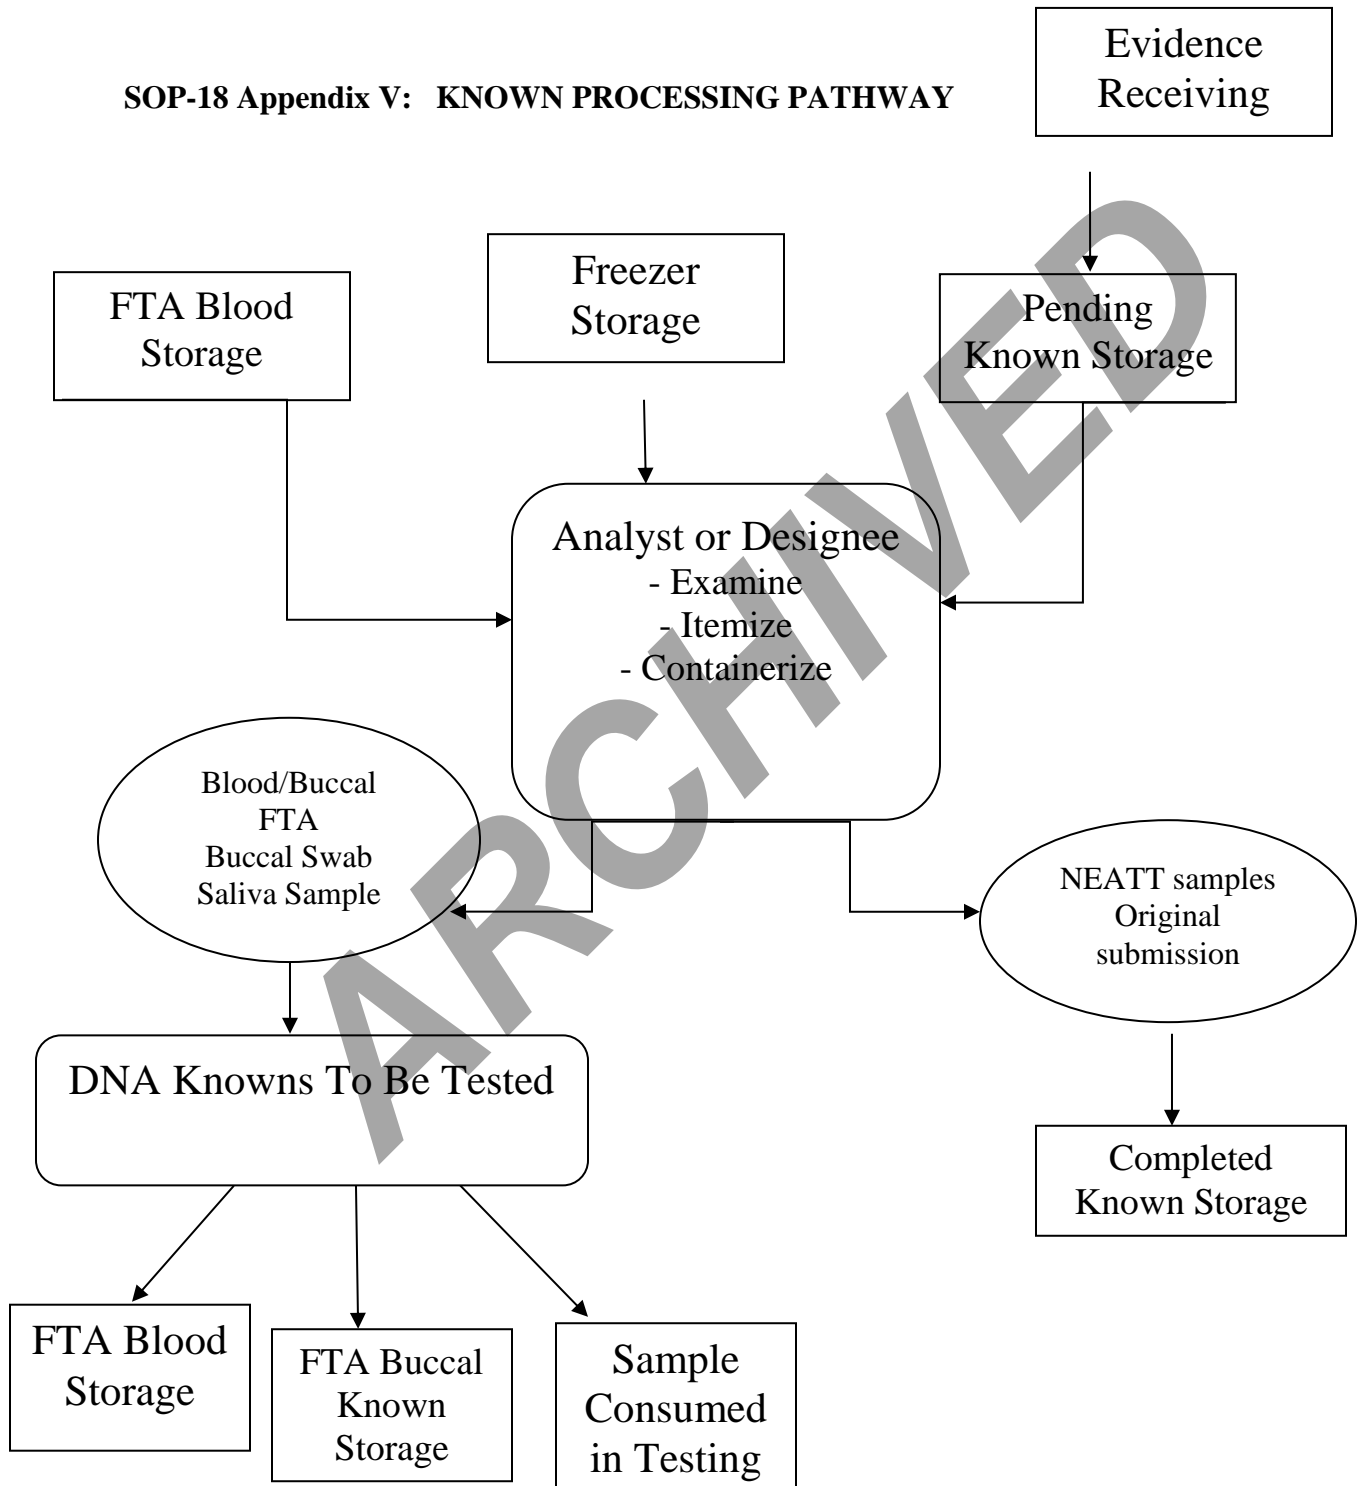 Evidence
Receiving
SOP-18 Appendix V: KNOWN PROCESSING PATHWAY
FTA Blood
Storage
Freezer
Storage
Pending
Known Storage
Analyst or Designee
- Examine
- Itemize
- Containerize
Blood/Buccal
FTA
Buccal Swab
Saliva Sample
NEATT samples
Original
submission
DNA Knowns To Be Tested
Completed
Known Storage
FTA Blood
Storage
FTA Buccal
Known
Storage
Sample
Consumed
in Testing
ARCHIVED